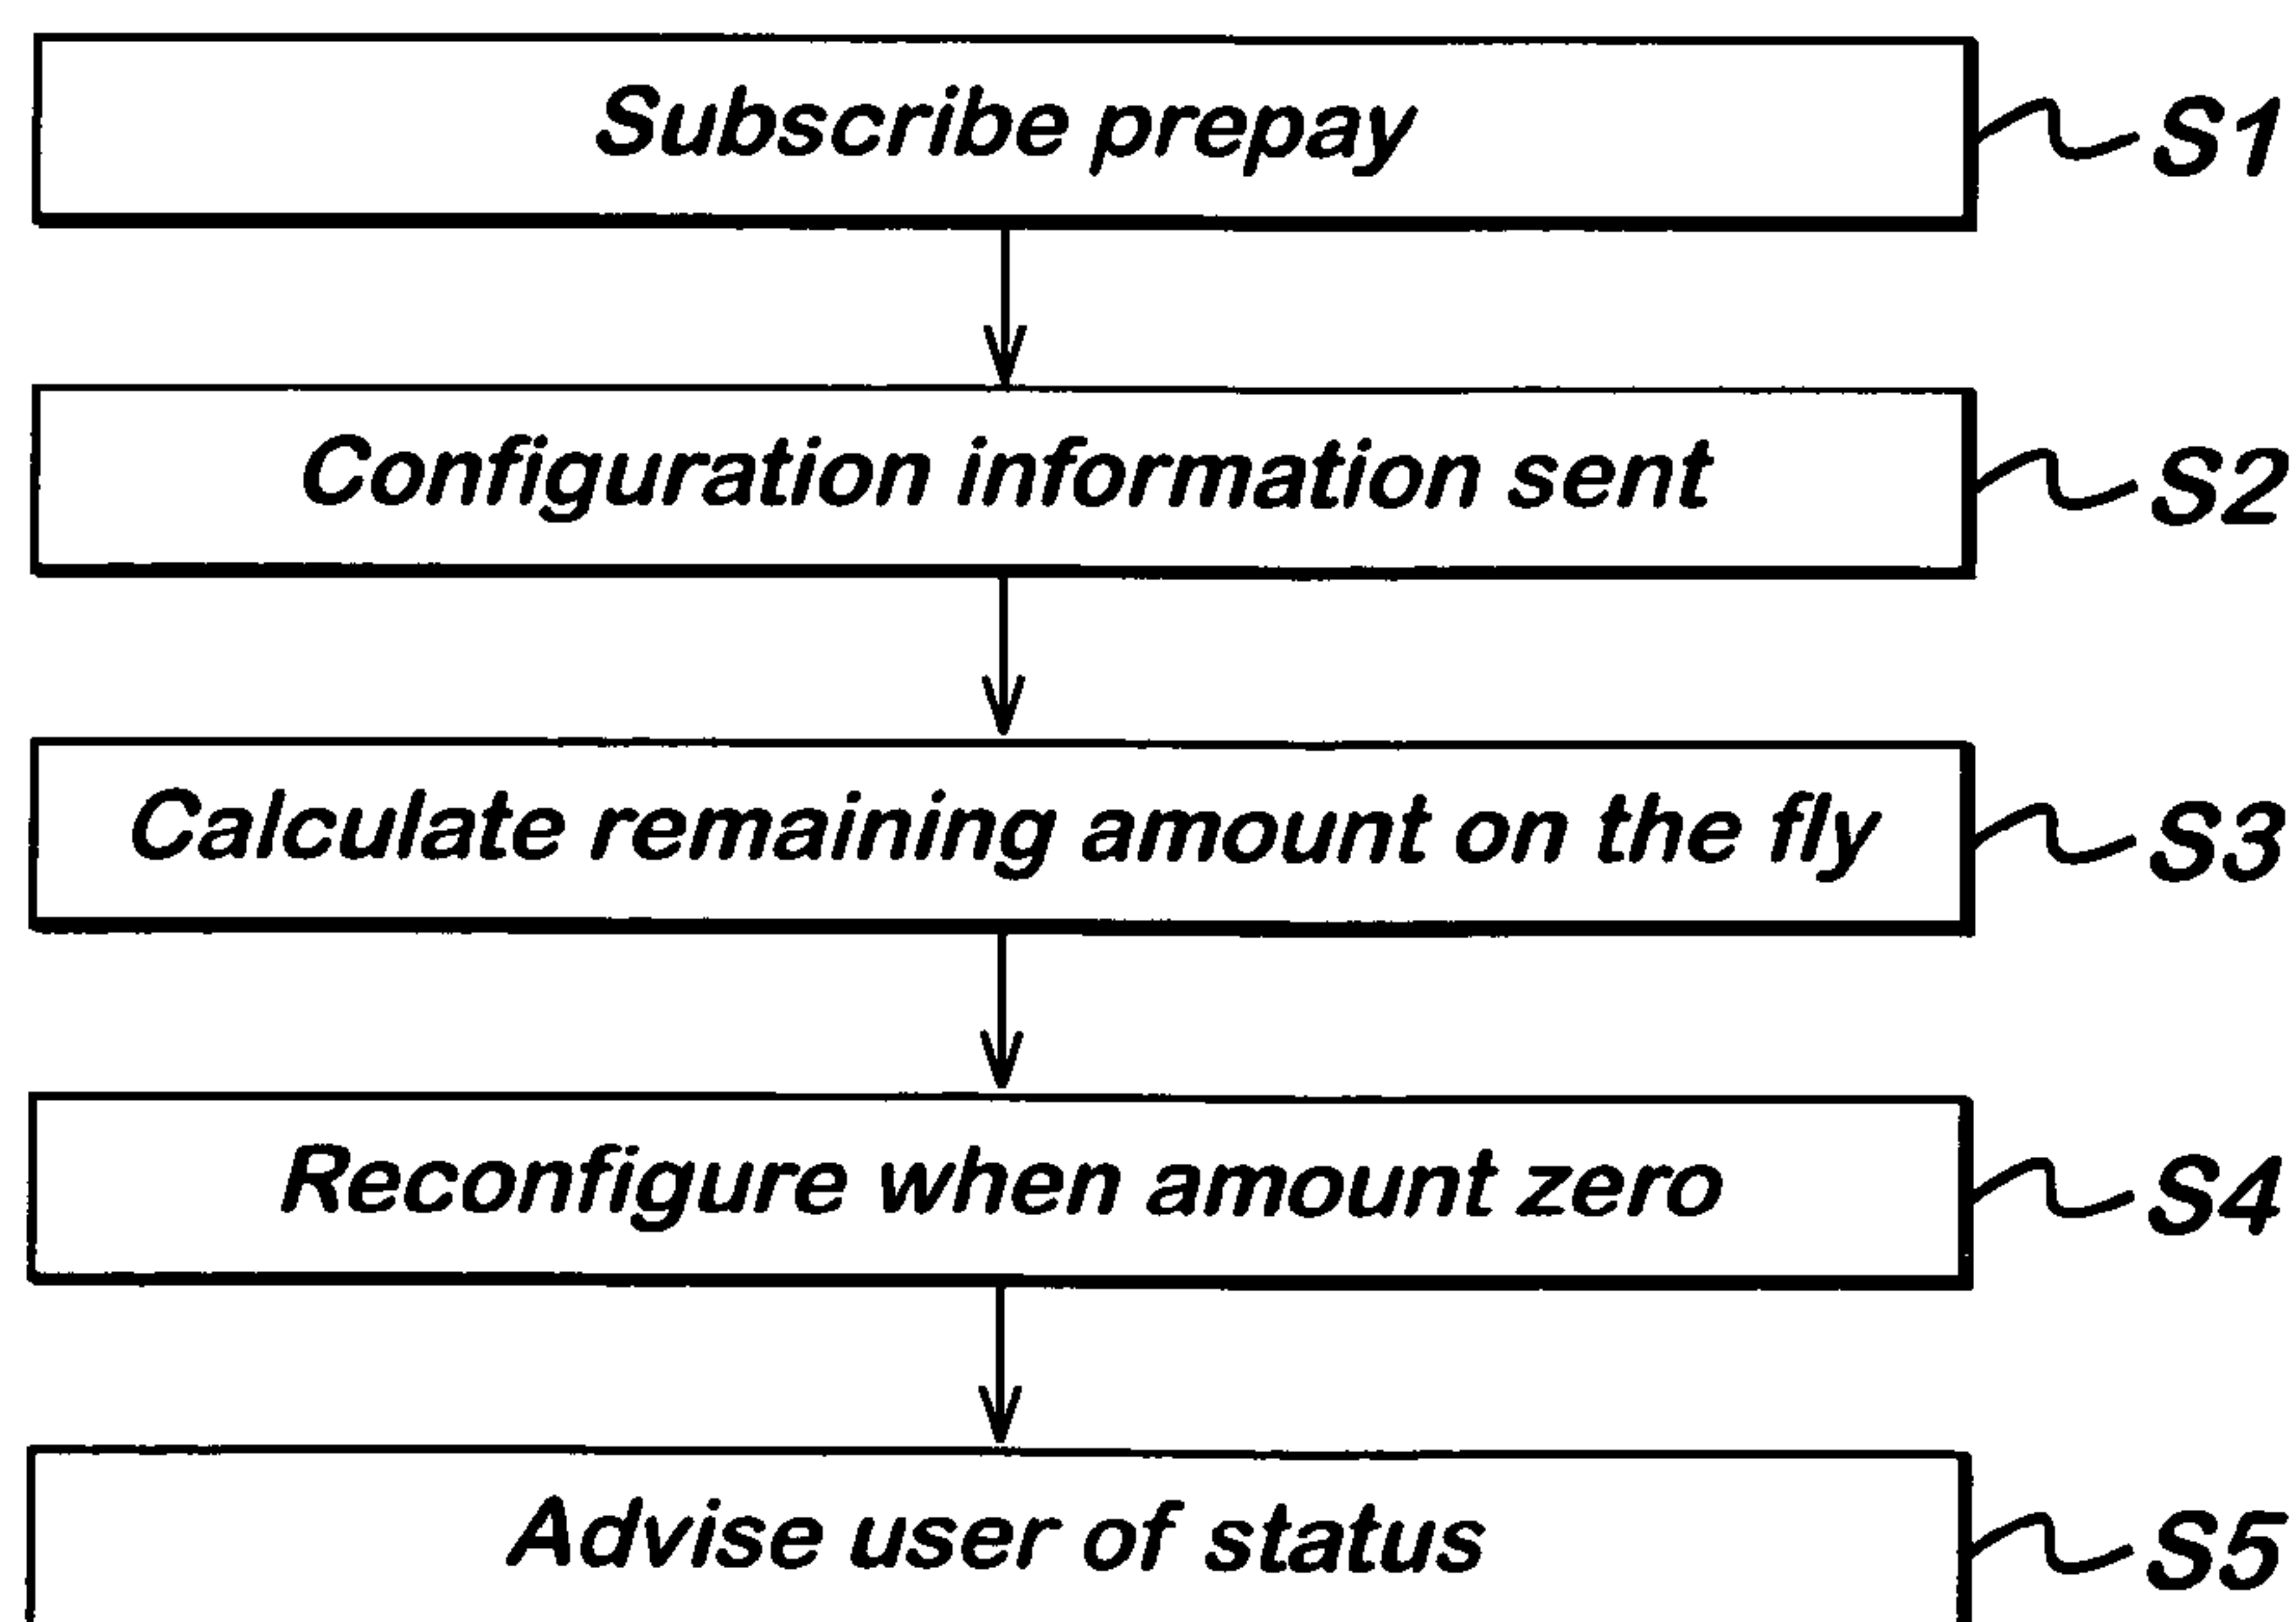 Subscribe prepay S1
Configuration information sent S2
Calculate remaining amount on the fly S3
Reconfigure when amount zero S4
Advise user of status S5